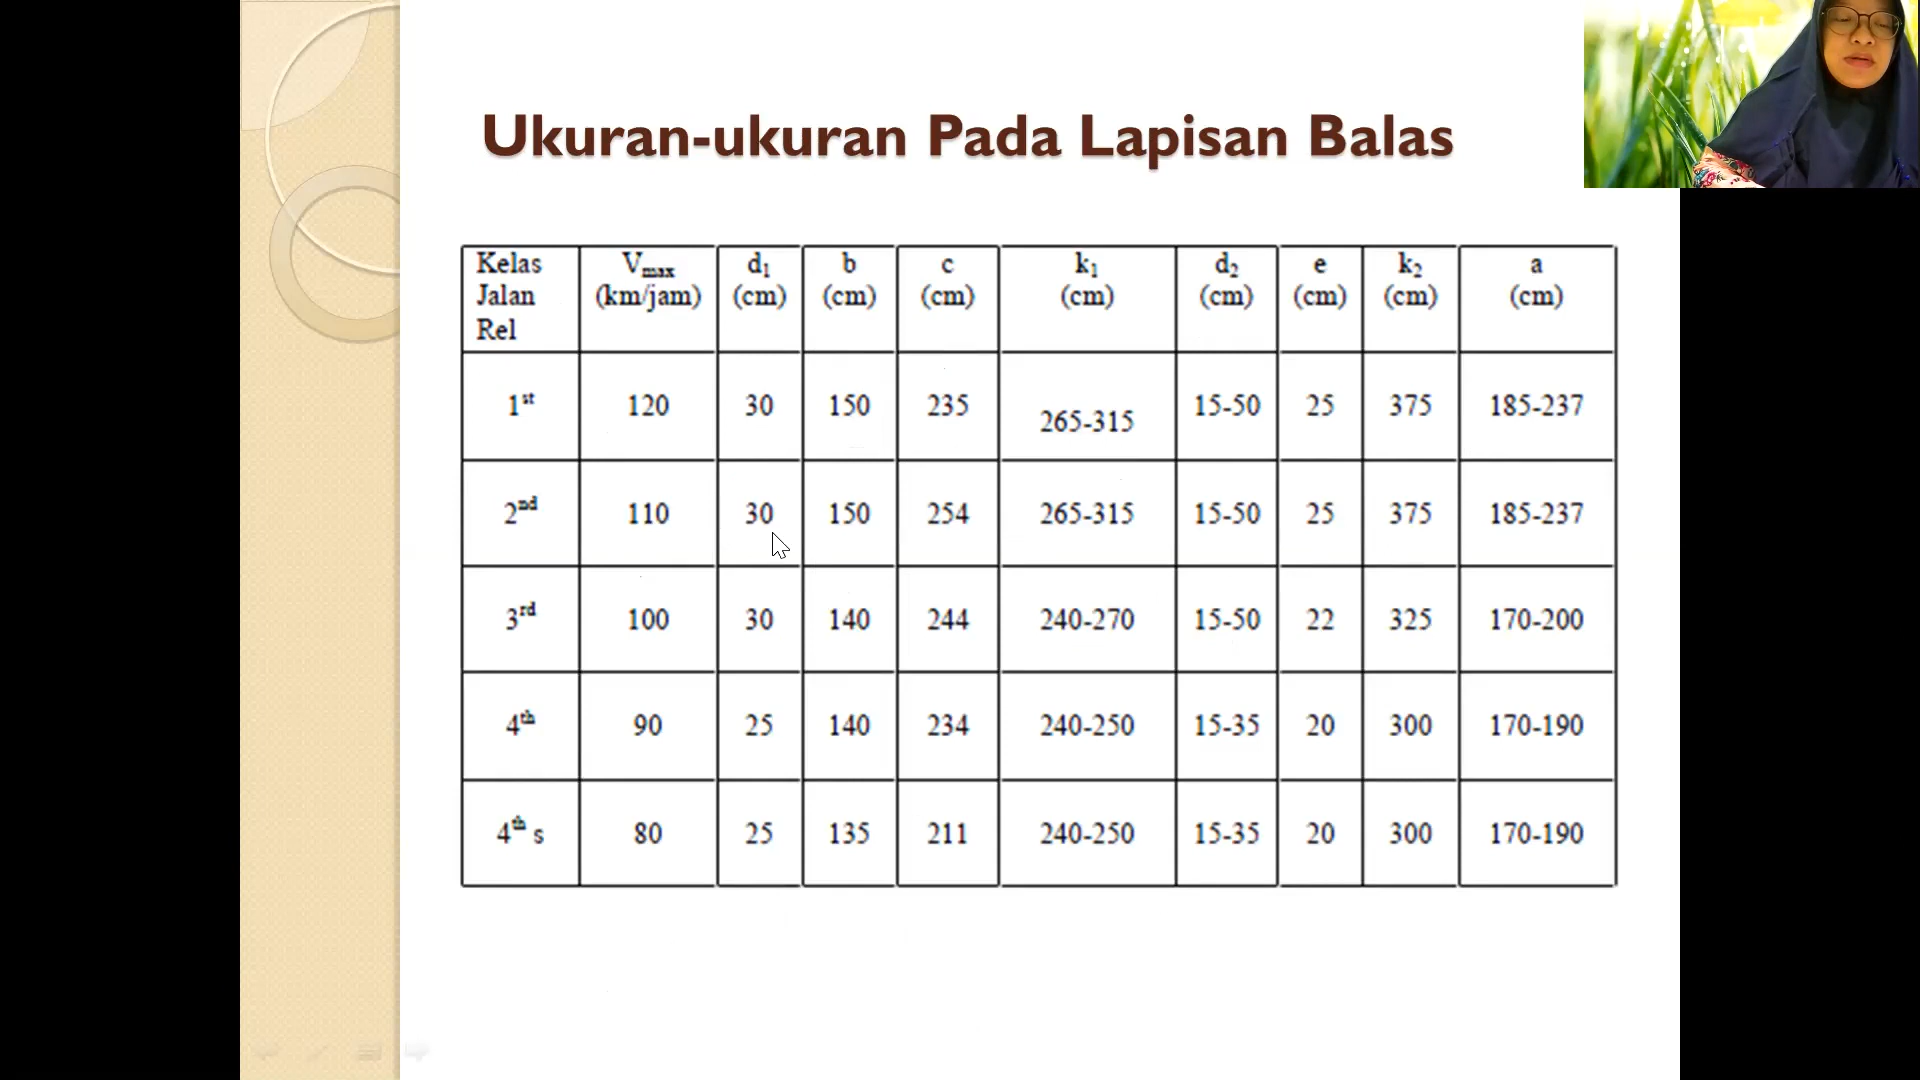 Ukuran-ukuran Pada Lapisan Balas
Kelas Jalan Rel | Vmax (km/jam) | d1 (cm) | b (cm) | c (cm) | k1 (cm) | d2 (cm) | e (cm) | k2 (cm) | a (cm)
1st | 120 | 30 | 150 | 235 | 265-315 | 15-50 | 25 | 375 | 185-237
2nd | 110 | 30 | 150 | 254 | 265-315 | 15-50 | 25 | 375 | 185-237
3rd | 100 | 30 | 140 | 244 | 240-270 | 15-50 | 22 | 325 | 170-200
4th | 90 | 25 | 140 | 234 | 240-250 | 15-35 | 20 | 300 | 170-190
4th s | 80 | 25 | 135 | 211 | 240-250 | 15-35 | 20 | 300 | 170-190